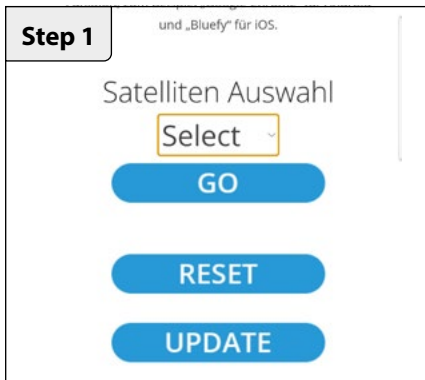 Step 1
und „Bluefy“ für iOS.
Satelliten Auswahl
Select
GO
RESET
UPDATE